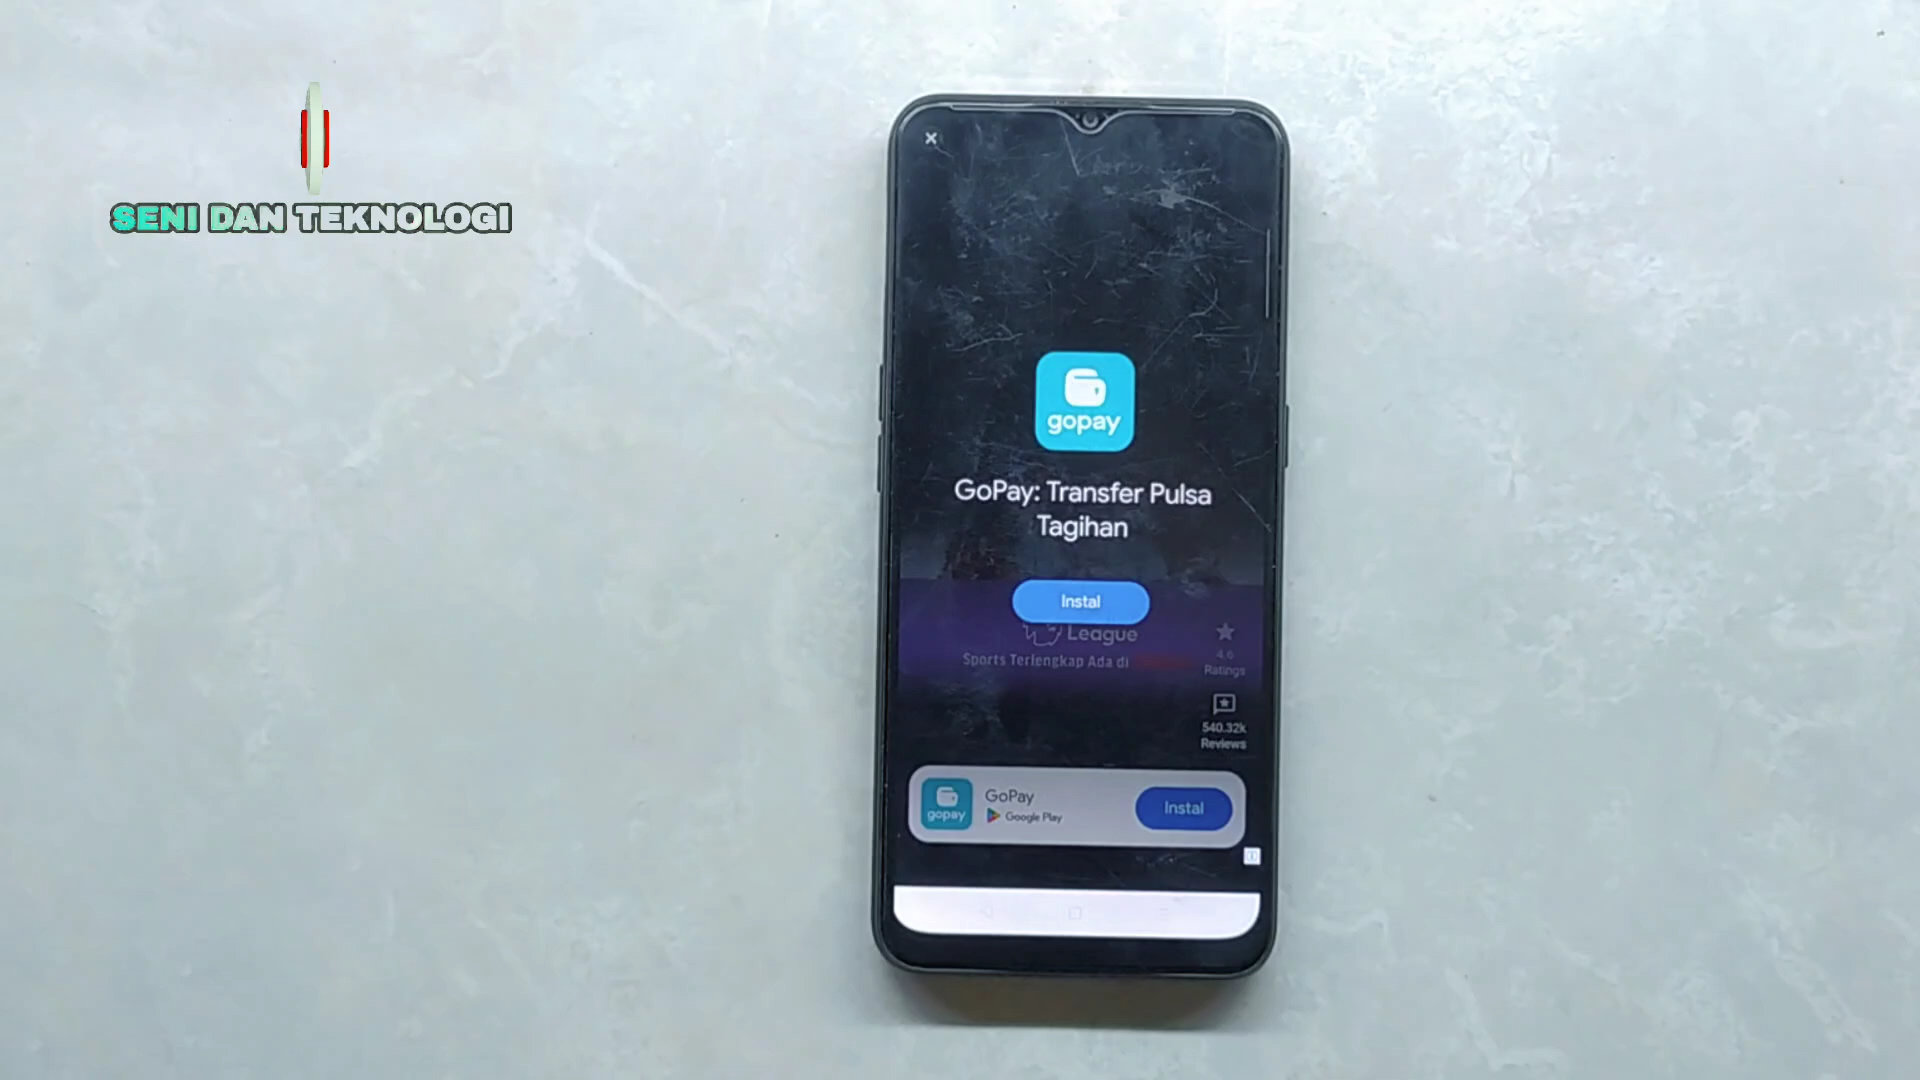 SENI DAN TEKNOLOGI
gopay
GoPay: Transfer Pulsa
Tagihan
Instal
League
Sports Terlengkap Ada di
4.6
Ratings
540.32k
Reviews
gopay
GoPay
Google Play
Instal